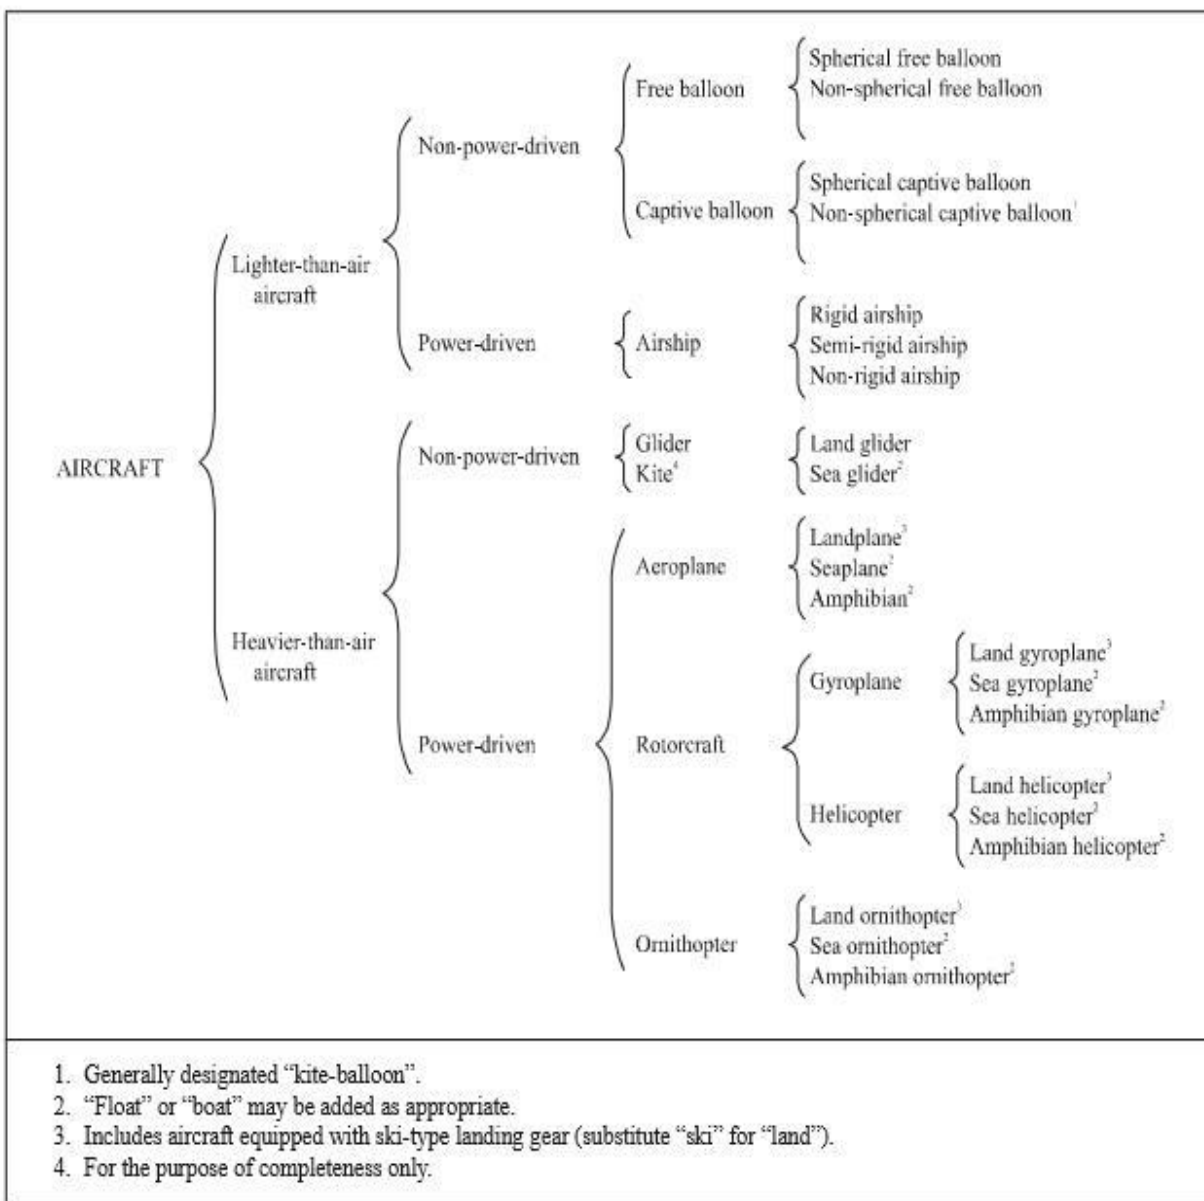 Spherical free balloon
Free balloon
Non-spherical free balloon
Non-power-driven
Spherical captive balloon
Captive balloon
Non-spherical captive balloon¹
Lighter-than-air
aircraft
Rigid airship
Power-driven
Airship
Semi-rigid airship
Non-rigid airship
AIRCRAFT
Non-power-driven
Glider
Kite⁴
Land glider
Sea glider²
Landplane³
Aeroplane
Seaplane²
Amphibian²
Heavier-than-air
aircraft
Land gyroplane³
Gyroplane
Sea gyroplane²
Amphibian gyroplane²
Power-driven
Rotorcraft
Land helicopter³
Helicopter
Sea helicopter²
Amphibian helicopter²
Land ornithopter³
Ornithopter
Sea ornithopter²
Amphibian ornithopter²
1. Generally designated “kite-balloon”.
2. “Float” or “boat” may be added as appropriate.
3. Includes aircraft equipped with ski-type landing gear (substitute “ski” for “land”).
4. For the purpose of completeness only.